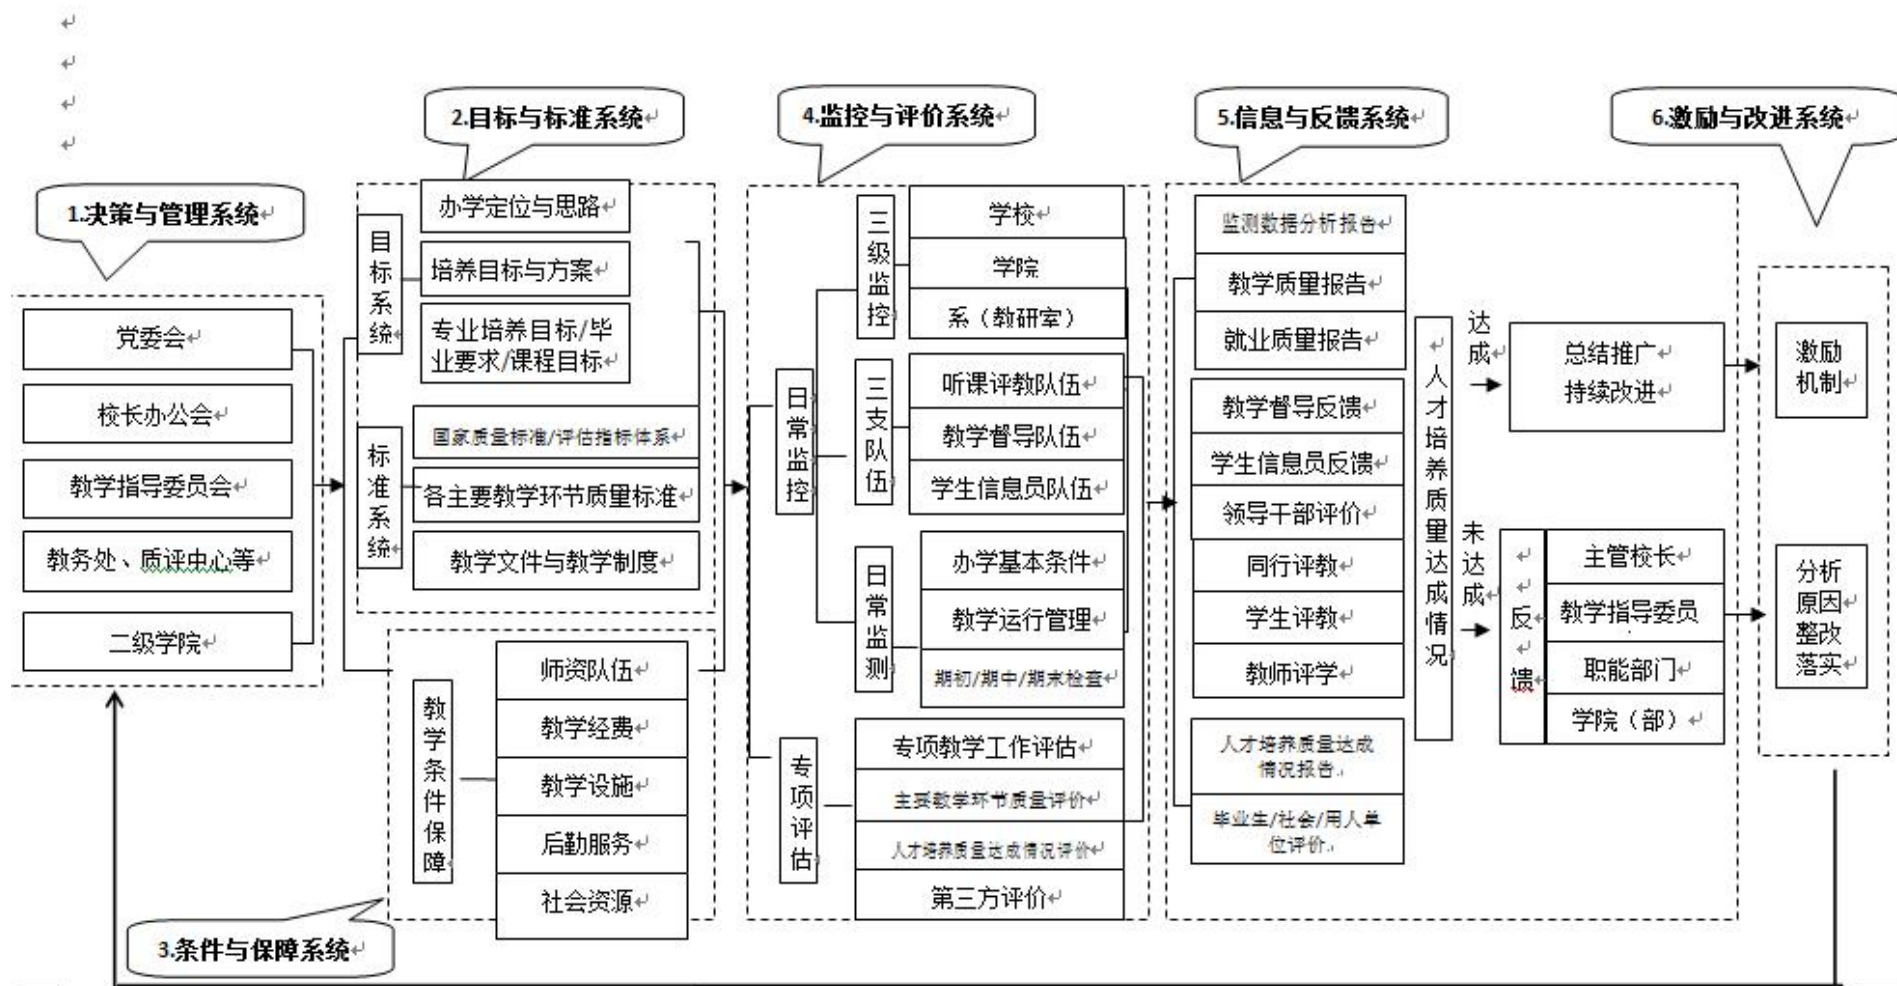 1.决策与管理系统
党委会
校长办公会
教学指导委员会
教务处、质评中心等
二级学院
2.目标与标准系统
目标系统
办学定位与思路
培养目标与方案
专业培养目标/毕
业要求/课程目标
标准系统
国家质量标准/评估指标体系
各主要教学环节质量标准
教学文件与教学制度
3.条件与保障系统
教学条件保障
师资队伍
教学经费
教学设施
后勤服务
社会资源
4.监控与评价系统
日常监控
三级监控
学校
学院
系（教研室）
三支队伍
听课评教队伍
教学督导队伍
学生信息员队伍
日常监测
办学基本条件
教学运行管理
期初/期中/期末检查
专项评估
专项教学工作评估
主要教学环节质量评价
人才培养质量达成情况评价
第三方评价
5.信息与反馈系统
监测数据分析报告
教学质量报告
就业质量报告
教学督导反馈
学生信息员反馈
领导干部评价
同行评教
学生评教
教师评学
人才培养质量达成
情况报告.
毕业生/社会/用人单
位评价.
人才培养质量达成情况
达成
总结推广
持续改进
未达成
反馈
主管校长
教学指导委员
职能部门
学院（部）
6.激励与改进系统
激励
机制
分析
原因
整改
落实